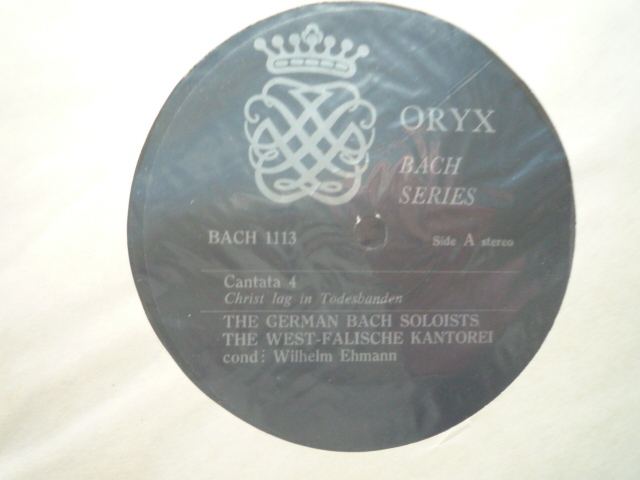 ORYX
BACH
SERIES
BACH 1113
Side A stereo
Cantata 4
Christ lag in Tödesbanden
THE GERMAN BACH SOLOISTS
THE WEST-FALISCHE KANTOREI
cond: Wilhelm Ehmann